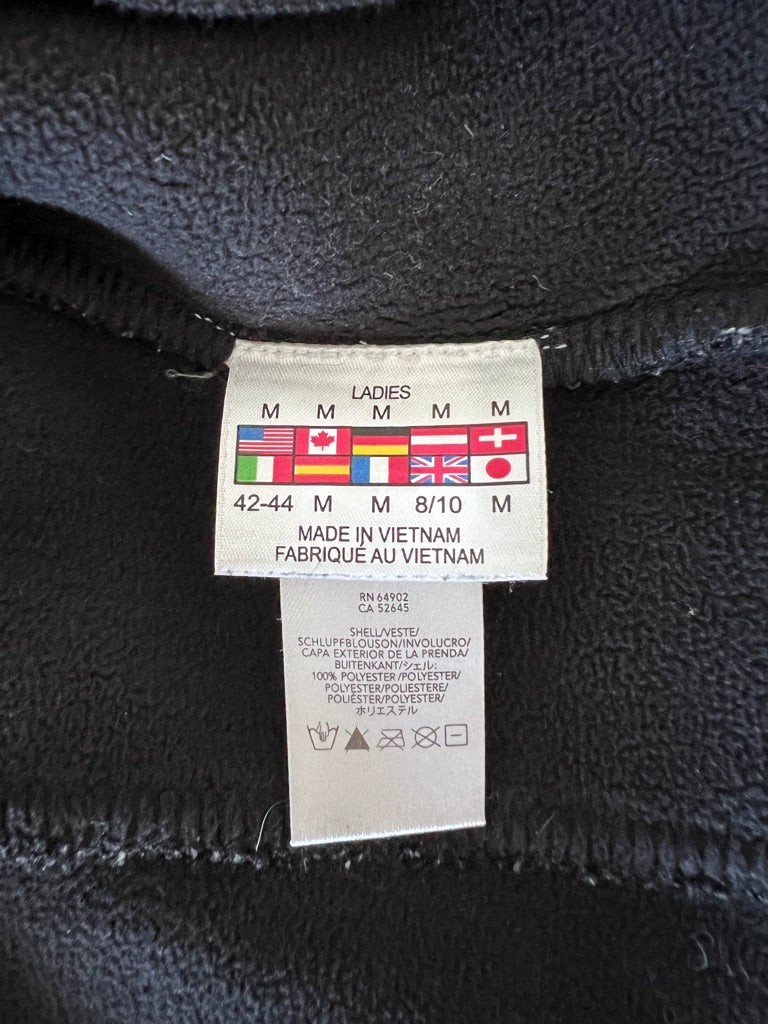 LADIES
M M M M M
42-44 M M 8/10 M
MADE IN VIETNAM
FABRIQUÉ AU VIETNAM
RN 64902
CA 52645
SHELL/VESTE/
SCHLUPFBLOUSON/INVOLUCRO/
CAPA EXTERIOR DE LA PRENDA/
BUITENKANT/シェル:
100% POLYESTER/POLYESTER/
POLYESTER/POLIESTERE/
POLIÉSTER/POLYESTER/
ポリエステル